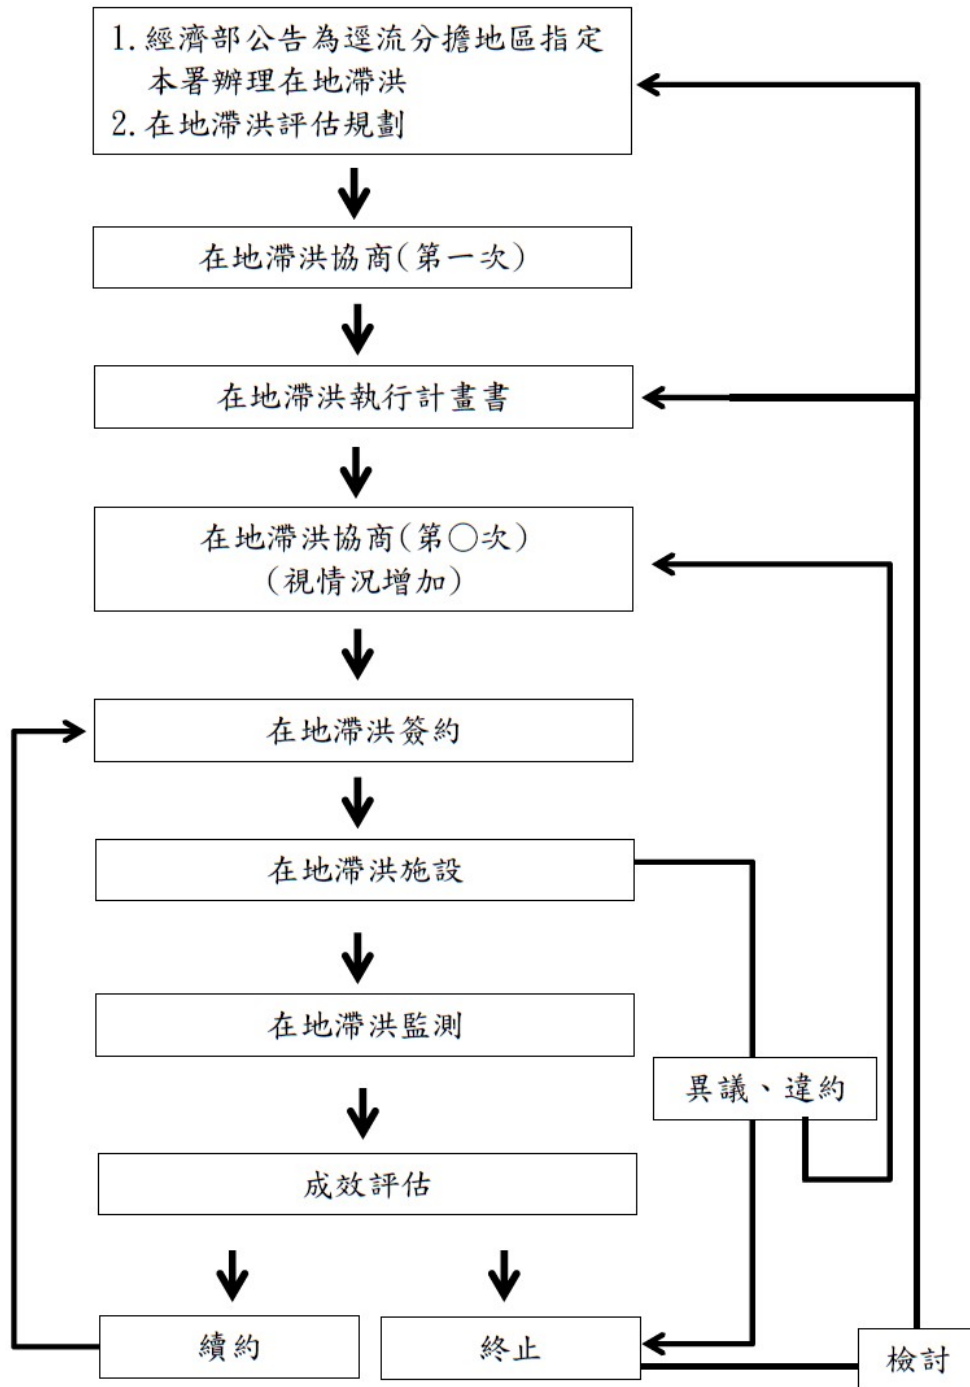 1.經濟部公告為逕流分擔地區指定
本署辦理在地滯洪
2.在地滯洪評估規劃
在地滯洪協商(第一次)
在地滯洪執行計畫書
在地滯洪協商(第○次)
(視情況增加)
在地滯洪簽約
在地滯洪施設
在地滯洪監測
異議、違約
成效評估
續約
終止
檢討